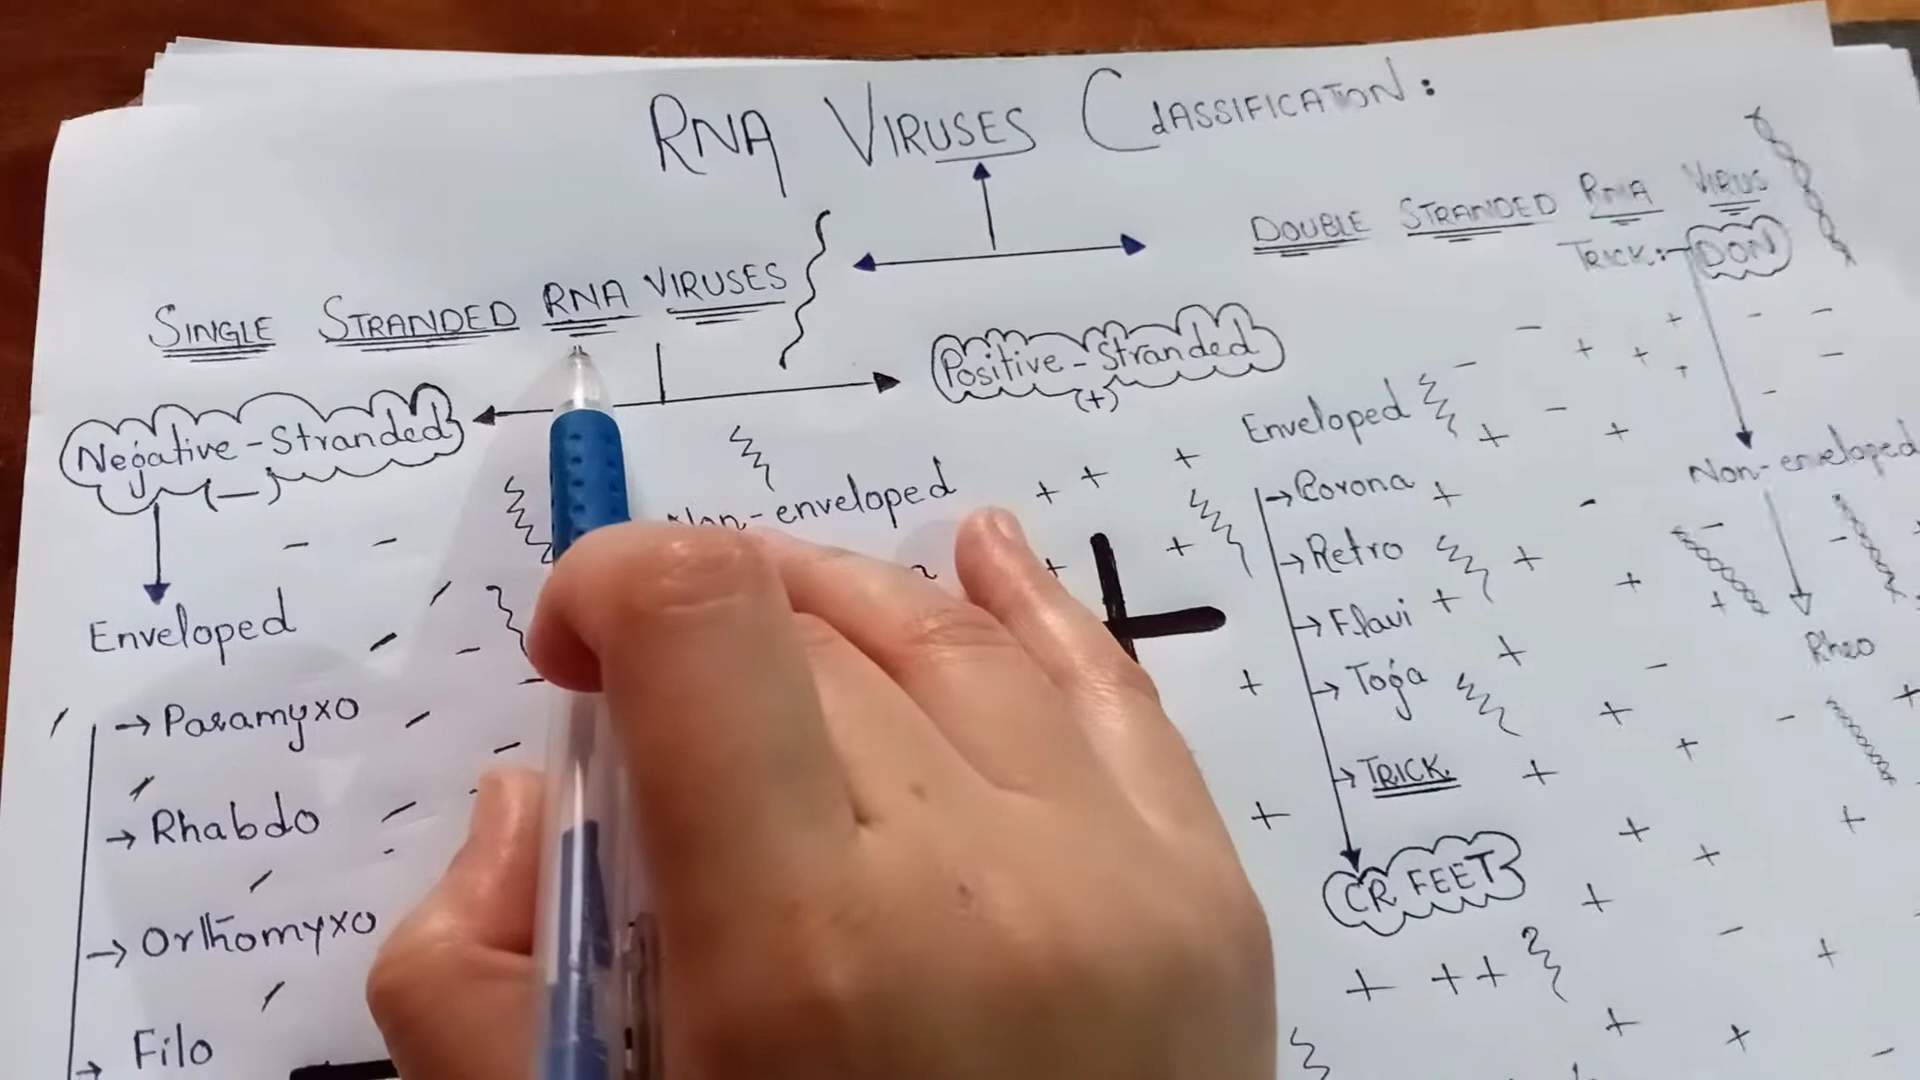 RNA VIRUSES CLASSIFICATION:
DOUBLE STRANDED RNA VIRUS
TRICK:- DON
SINGLE STRANDED RNA VIRUSES
Positive-Stranded
(+)
Negative-Stranded
(-)
Enveloped
Non-enveloped
Non-enveloped
→ Corona
→ Retro
→ Flavi
→ Toga
→ TRICK.
CR FEET
Rheo
Enveloped
→ Paramyxo
→ Rhabdo
→ Orthomyxo
→ Filo